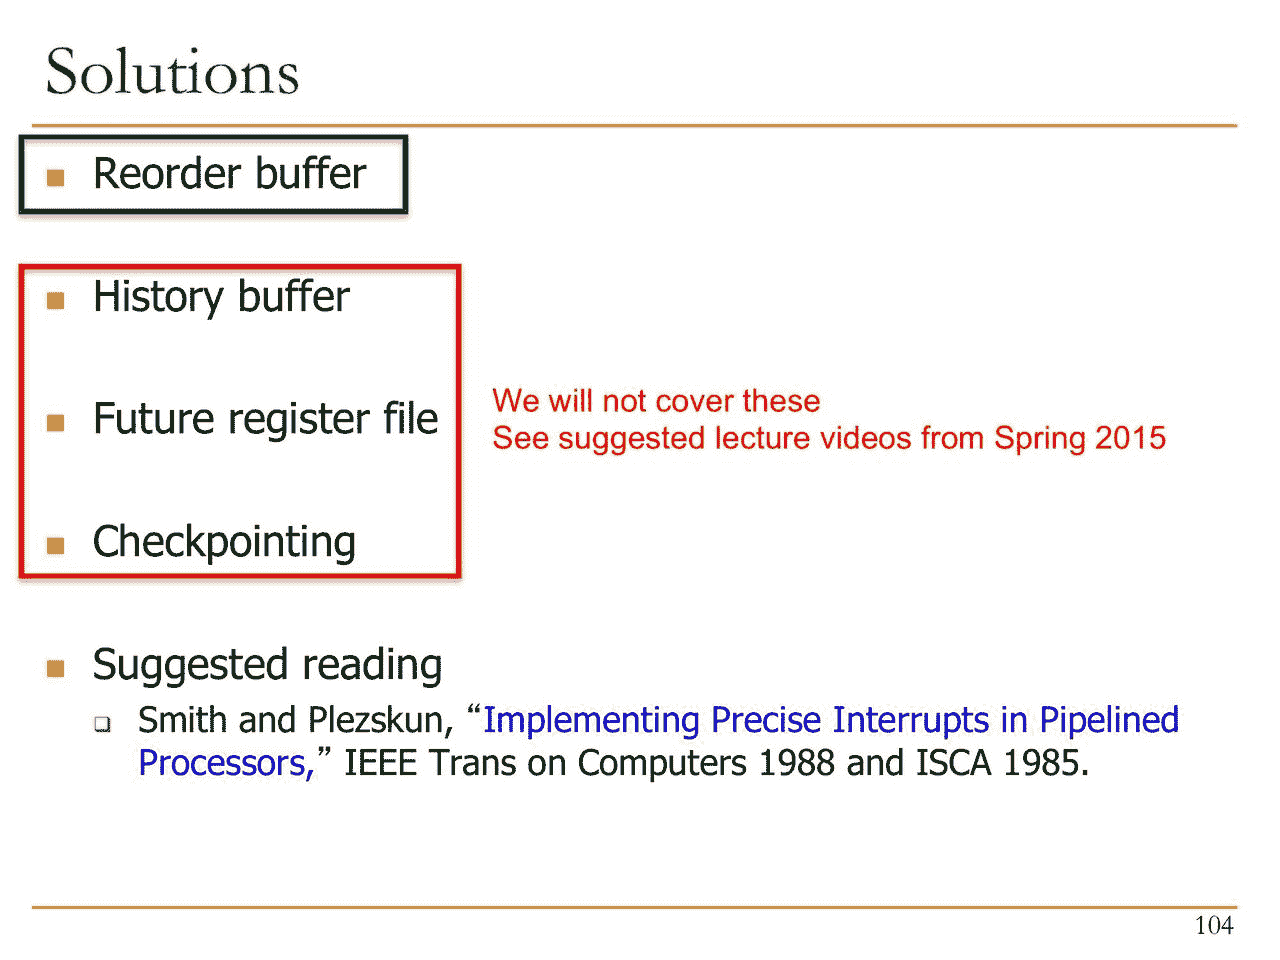 Solutions
Reorder buffer
History buffer
Future register file
We will not cover these
See suggested lecture videos from Spring 2015
Checkpointing
Suggested reading
Smith and Plezskun, “Implementing Precise Interrupts in Pipelined
Processors,” IEEE Trans on Computers 1988 and ISCA 1985.
104